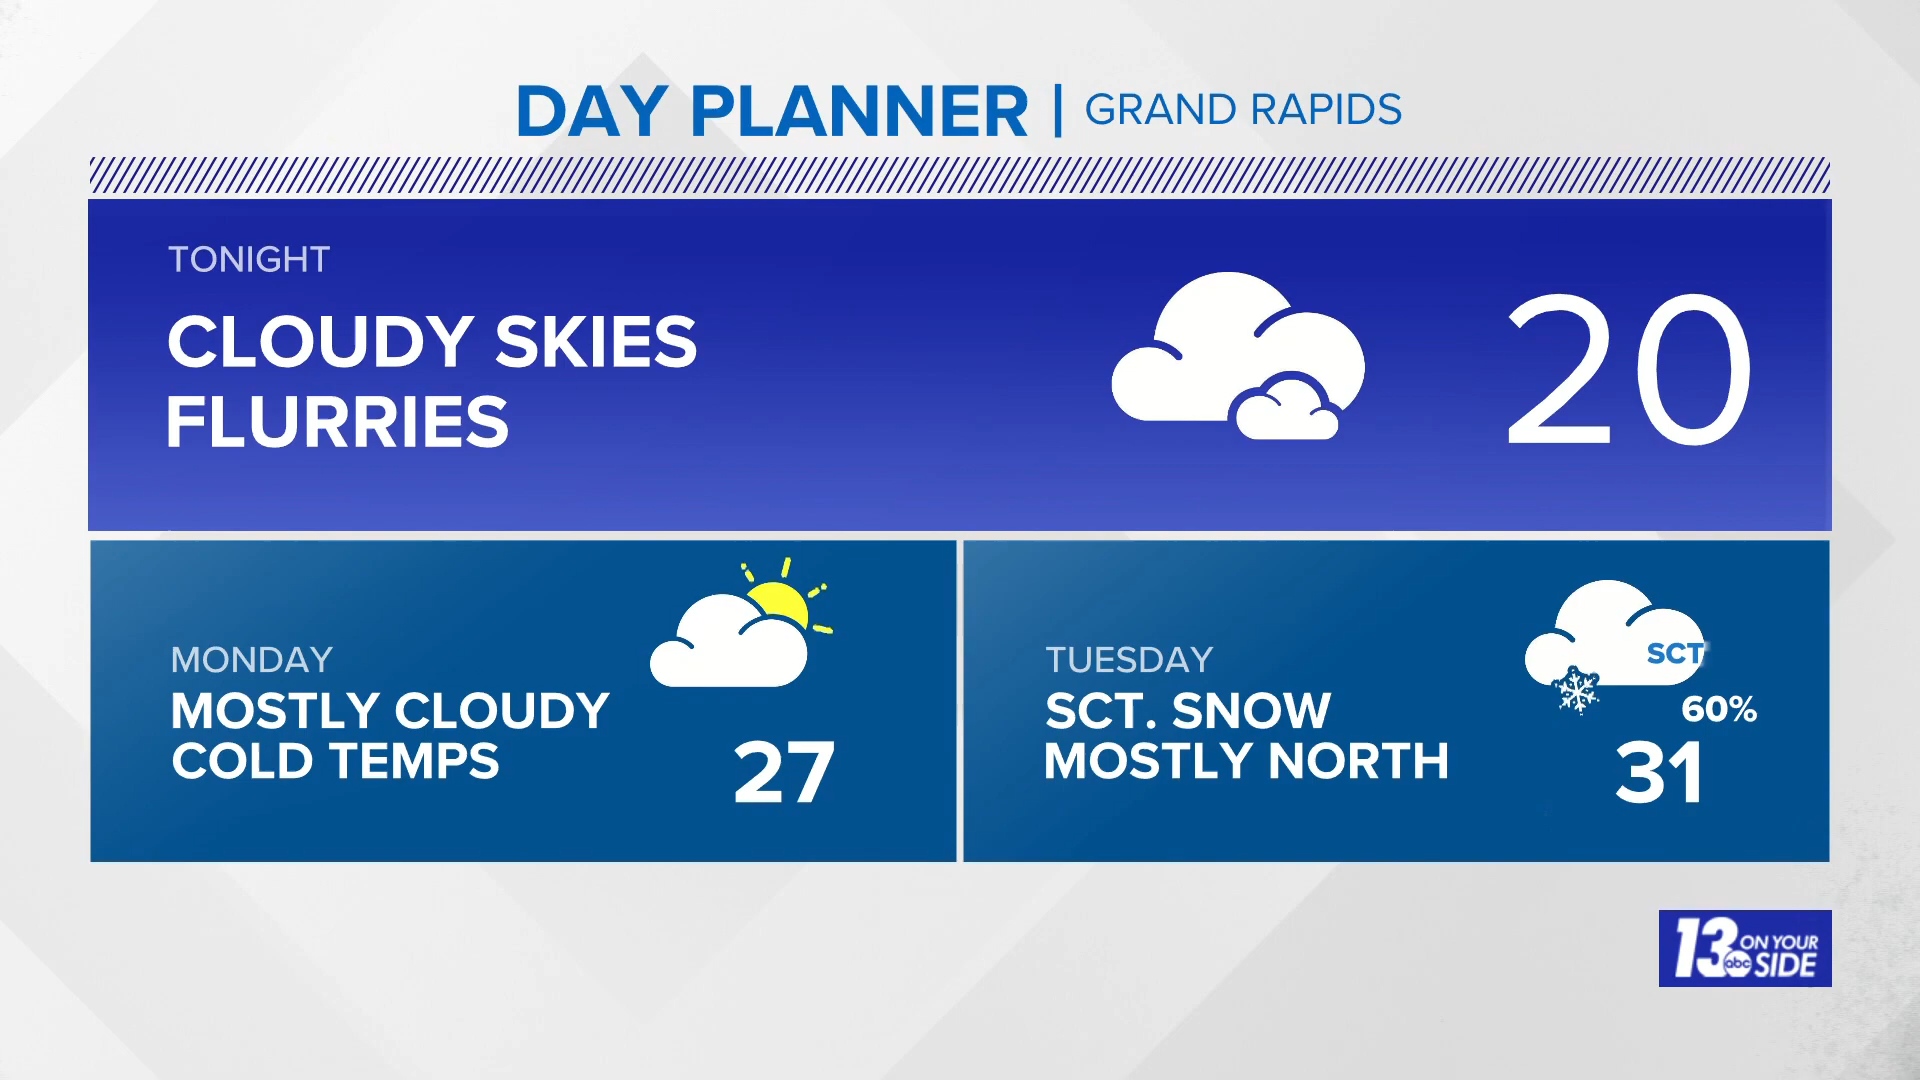 DAY PLANNER | GRAND RAPIDS
TONIGHT
CLOUDY SKIES
FLURRIES
20
MONDAY
MOSTLY CLOUDY
COLD TEMPS
27
TUESDAY
SCT. SNOW
MOSTLY NORTH
SCT
60%
31
13 ON YOUR
abc SIDE